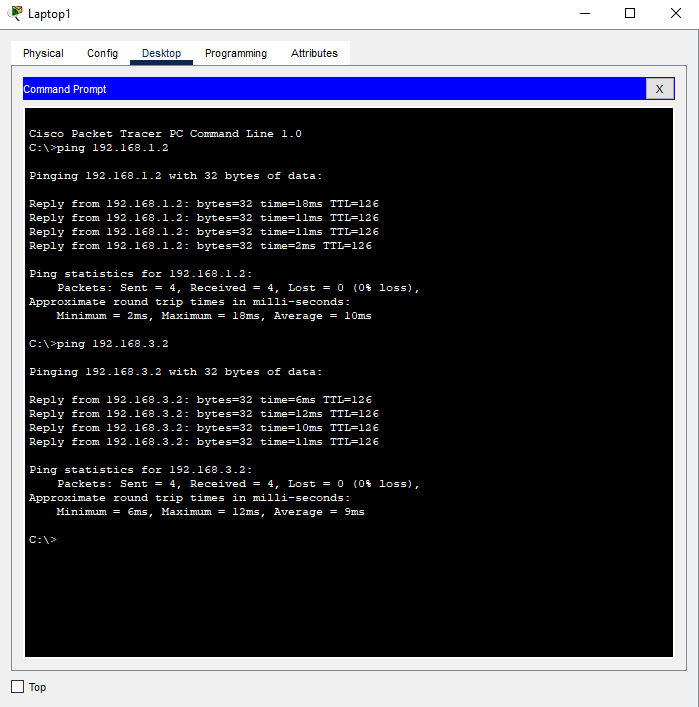 Laptop1
Physical Config Desktop Programming Attributes
Command Prompt X
Cisco Packet Tracer PC Command Line 1.0
C:\>ping 192.168.1.2
Pinging 192.168.1.2 with 32 bytes of data:
Reply from 192.168.1.2: bytes=32 time=18ms TTL=126
Reply from 192.168.1.2: bytes=32 time=11ms TTL=126
Reply from 192.168.1.2: bytes=32 time=11ms TTL=126
Reply from 192.168.1.2: bytes=32 time=2ms TTL=126
Ping statistics for 192.168.1.2:
    Packets: Sent = 4, Received = 4, Lost = 0 (0% loss),
Approximate round trip times in milli-seconds:
    Minimum = 2ms, Maximum = 18ms, Average = 10ms
C:\>ping 192.168.3.2
Pinging 192.168.3.2 with 32 bytes of data:
Reply from 192.168.3.2: bytes=32 time=6ms TTL=126
Reply from 192.168.3.2: bytes=32 time=12ms TTL=126
Reply from 192.168.3.2: bytes=32 time=10ms TTL=126
Reply from 192.168.3.2: bytes=32 time=11ms TTL=126
Ping statistics for 192.168.3.2:
    Packets: Sent = 4, Received = 4, Lost = 0 (0% loss),
Approximate round trip times in milli-seconds:
    Minimum = 6ms, Maximum = 12ms, Average = 9ms
C:\>
Top